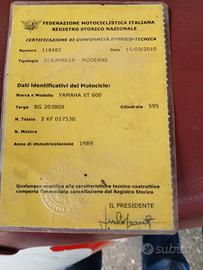 FEDERAZIONE MOTOCICLISTICA ITALIANA
REGISTRO STORICO NAZIONALE
CERTIFICAZIONE DI CONFORMITÀ STORICO-TECNICA
Numero 118482 Data 15/03/2010
Tipologia SCRAMBLER - MODERNE
Dati identificativi del Motociclo:
Marca e Modello YAMAHA XT 600
Targa BG 203809 Cilindrata 595
N. Telaio 2 KF 017530
N. Motore
Anno di immatricolazione 1989
Qualunque modifica alle caratteristiche tecnico-costruttive
comporta l'immediata cancellazione dal Registro Storico
IL PRESIDENTE
subito